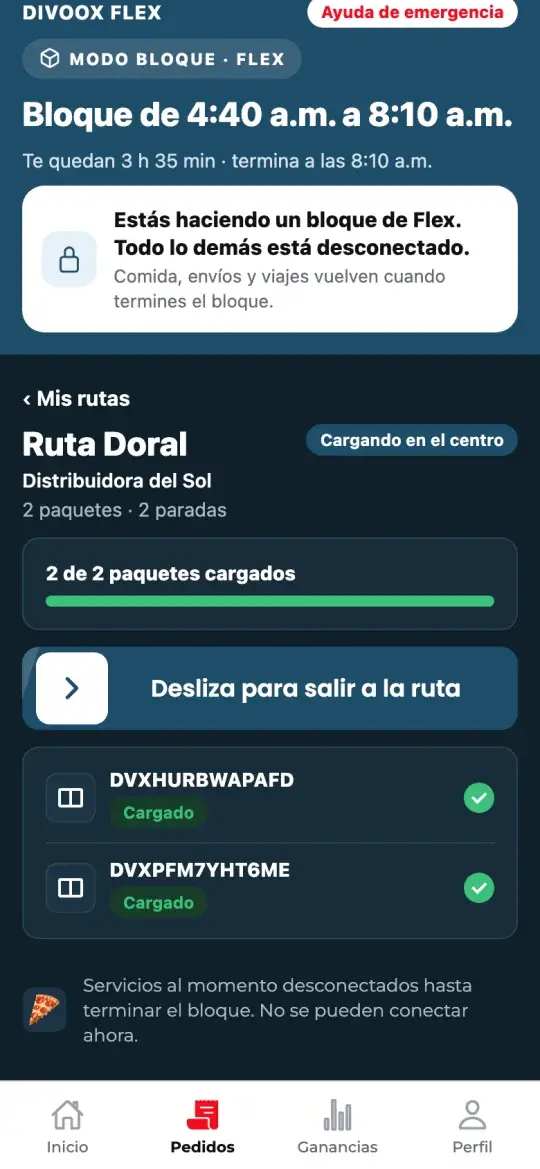 DIVOOX FLEX
Ayuda de emergencia
MODO BLOQUE · FLEX
Bloque de 4:40 a.m. a 8:10 a.m.
Te quedan 3 h 35 min · termina a las 8:10 a.m.
Estás haciendo un bloque de Flex.
Todo lo demás está desconectado.
Comida, envíos y viajes vuelven cuando
termines el bloque.
‹ Mis rutas
Ruta Doral
Cargando en el centro
Distribuidora del Sol
2 paquetes · 2 paradas
2 de 2 paquetes cargados
Desliza para salir a la ruta
DVXHURBWAPAFD
Cargado
DVXPFM7YHT6ME
Cargado
Servicios al momento desconectados hasta
terminar el bloque. No se pueden conectar
ahora.
Inicio
Pedidos
Ganancias
Perfil